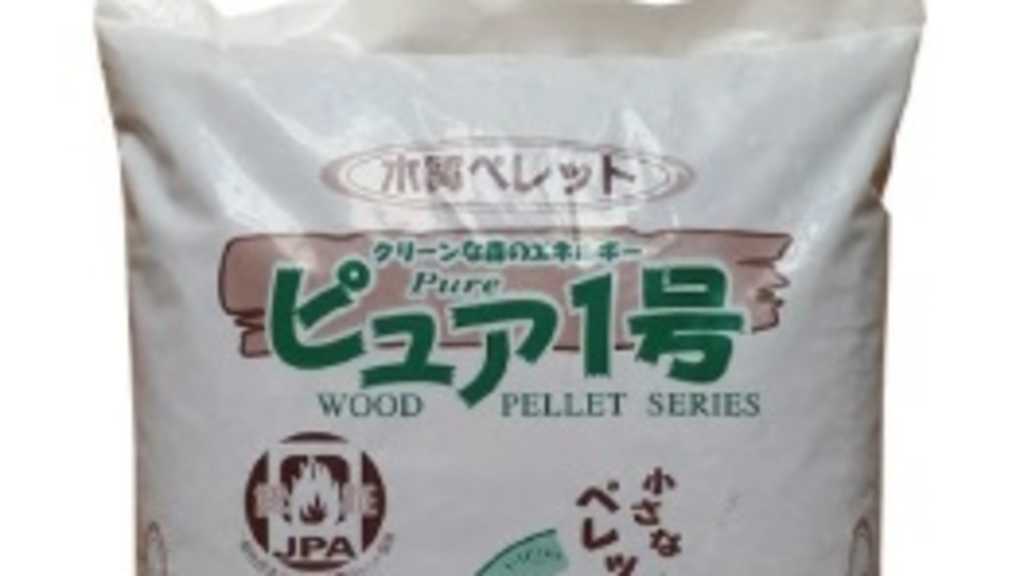 木質ペレット
クリーンな森のエネルギー
Pure
ピュア1号
WOOD PELLET SERIES
JPA
小さな
ペレッ